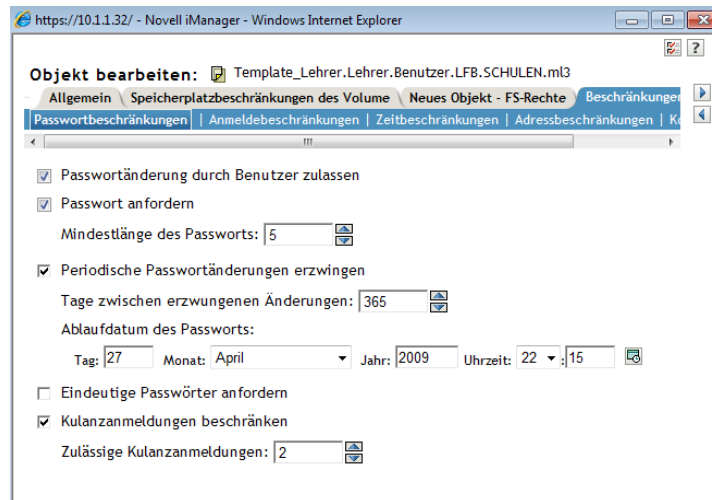 https://10.1.1.32/ - Novell iManager - Windows Internet Explorer
?
Objekt bearbeiten: Template_Lehrer.Lehrer.Benutzer.LFB.SCHULEN.ml3
Allgemein Speicherplatzbeschränkungen des Volume Neues Objekt - FS-Rechte Beschränkungen
Passwortbeschränkungen | Anmeldebeschränkungen | Zeitbeschränkungen | Adressbeschränkungen |
Passwortänderung durch Benutzer zulassen
Passwort anfordern
Mindestlänge des Passworts: 5
Periodische Passwortänderungen erzwingen
Tage zwischen erzwungenen Änderungen: 365
Ablaufdatum des Passworts:
Tag: 27 Monat: April Jahr: 2009 Uhrzeit: 22 : 15
Eindeutige Passwörter anfordern
Kulanzanmeldungen beschränken
Zulässige Kulanzanmeldungen: 2